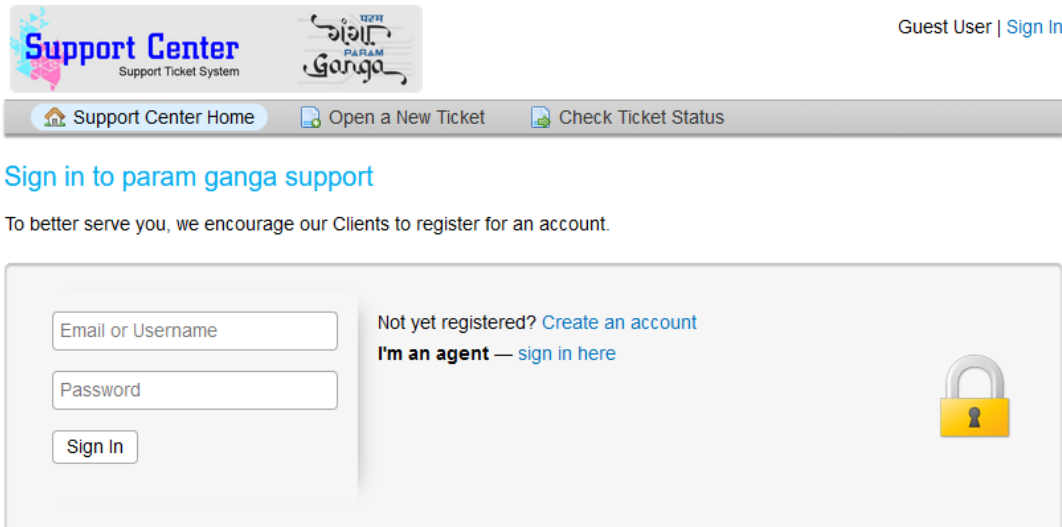 Support Center
Support Ticket System
परम
गंगा
PARAM
Ganga
Guest User | Sign In
Support Center Home
Open a New Ticket
Check Ticket Status
Sign in to param ganga support
To better serve you, we encourage our Clients to register for an account.
Email or Username
Not yet registered? Create an account
I'm an agent — sign in here
Password
Sign In